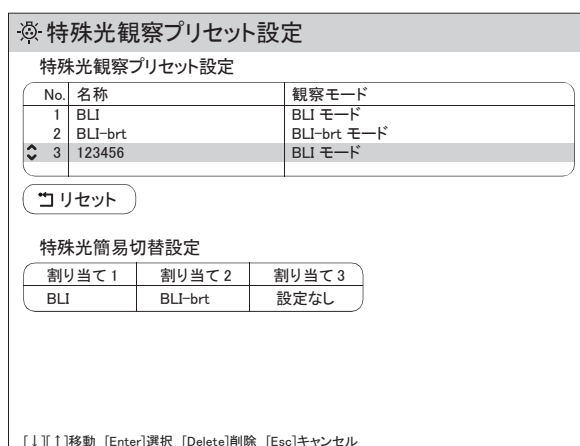 特殊光観察プリセット設定
特殊光観察プリセット設定
No. 名称 観察モード
1 BLI BLI モード
2 BLI-brt BLI-brt モード
3 123456 BLI モード
リセット
特殊光簡易切替設定
割り当て 1 割り当て 2 割り当て 3
BLI BLI-brt 設定なし
[↓][↑]移動 [Enter]選択 [Delete]削除 [Esc]キャンセル